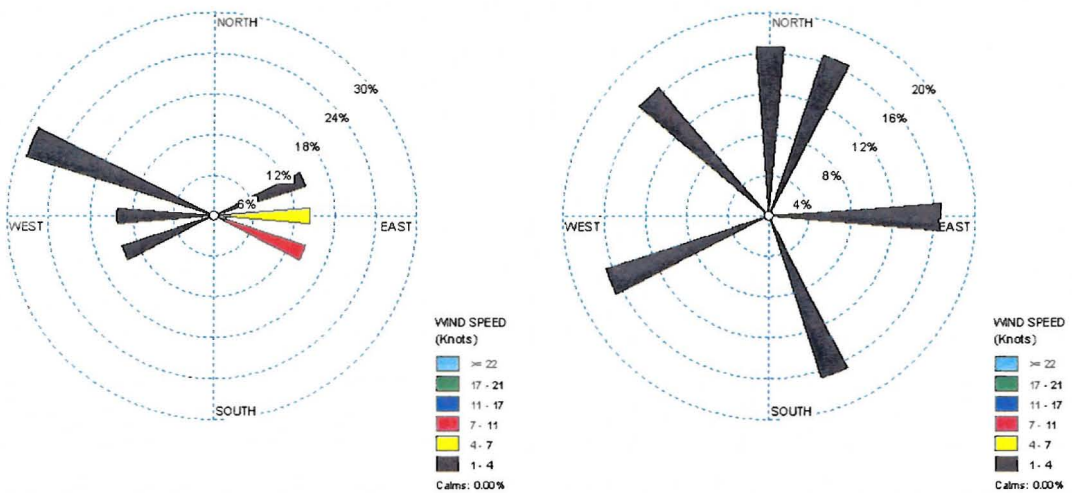 NORTH
30%
24%
18%
12%
6%
WEST
EAST
SOUTH
WIND SPEED
(Knots)
>= 22
17 - 21
11 - 17
7 - 11
4 - 7
1 - 4
Calms: 0.00%
NORTH
20%
16%
12%
8%
4%
WEST
EAST
SOUTH
WIND SPEED
(Knots)
>= 22
17 - 21
11 - 17
7 - 11
4 - 7
1 - 4
Calms: 0.00%